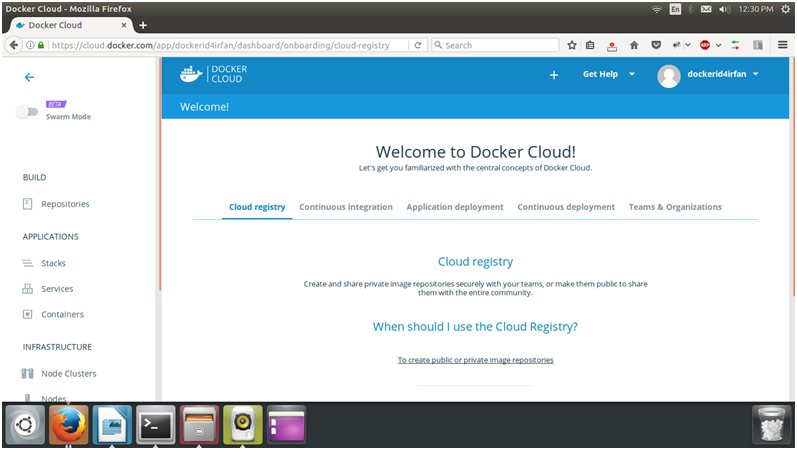 Docker Cloud - Mozilla Firefox
En
12:30 PM
Docker Cloud
https://cloud.docker.com/app/dockerid4irfan/dashboard/onboarding/cloud-registry
Search
ABP
DOCKER
CLOUD
Get Help
dockerid4irfan
BETA
Swarm Mode
Welcome!
Welcome to Docker Cloud!
Let's get you familiarized with the central concepts of Docker Cloud.
BUILD
Repositories
Cloud registry
Continuous integration
Application deployment
Continuous deployment
Teams & Organizations
APPLICATIONS
Stacks
Services
Containers
Cloud registry
Create and share private image repositories securely with your teams, or make them public to share
them with the entire community.
When should I use the Cloud Registry?
To create public or private image repositories
INFRASTRUCTURE
Node Clusters
Nodes